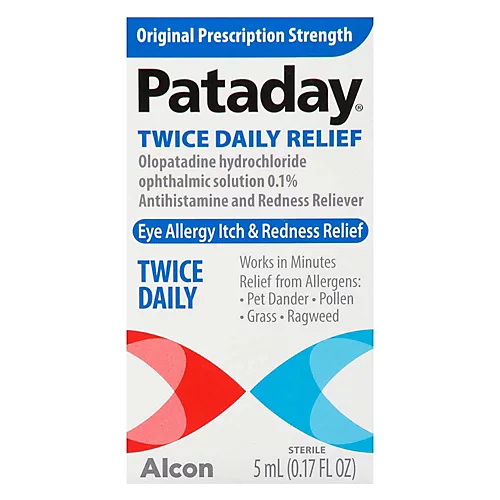 Original Prescription Strength
Pataday®
TWICE DAILY RELIEF
Olopatadine hydrochloride
ophthalmic solution 0.1%
Antihistamine and Redness Reliever
Eye Allergy Itch & Redness Relief
TWICE
DAILY
Works in Minutes
Relief from Allergens:
• Pet Dander • Pollen
• Grass • Ragweed
Alcon
STERILE
5 mL (0.17 FL OZ)